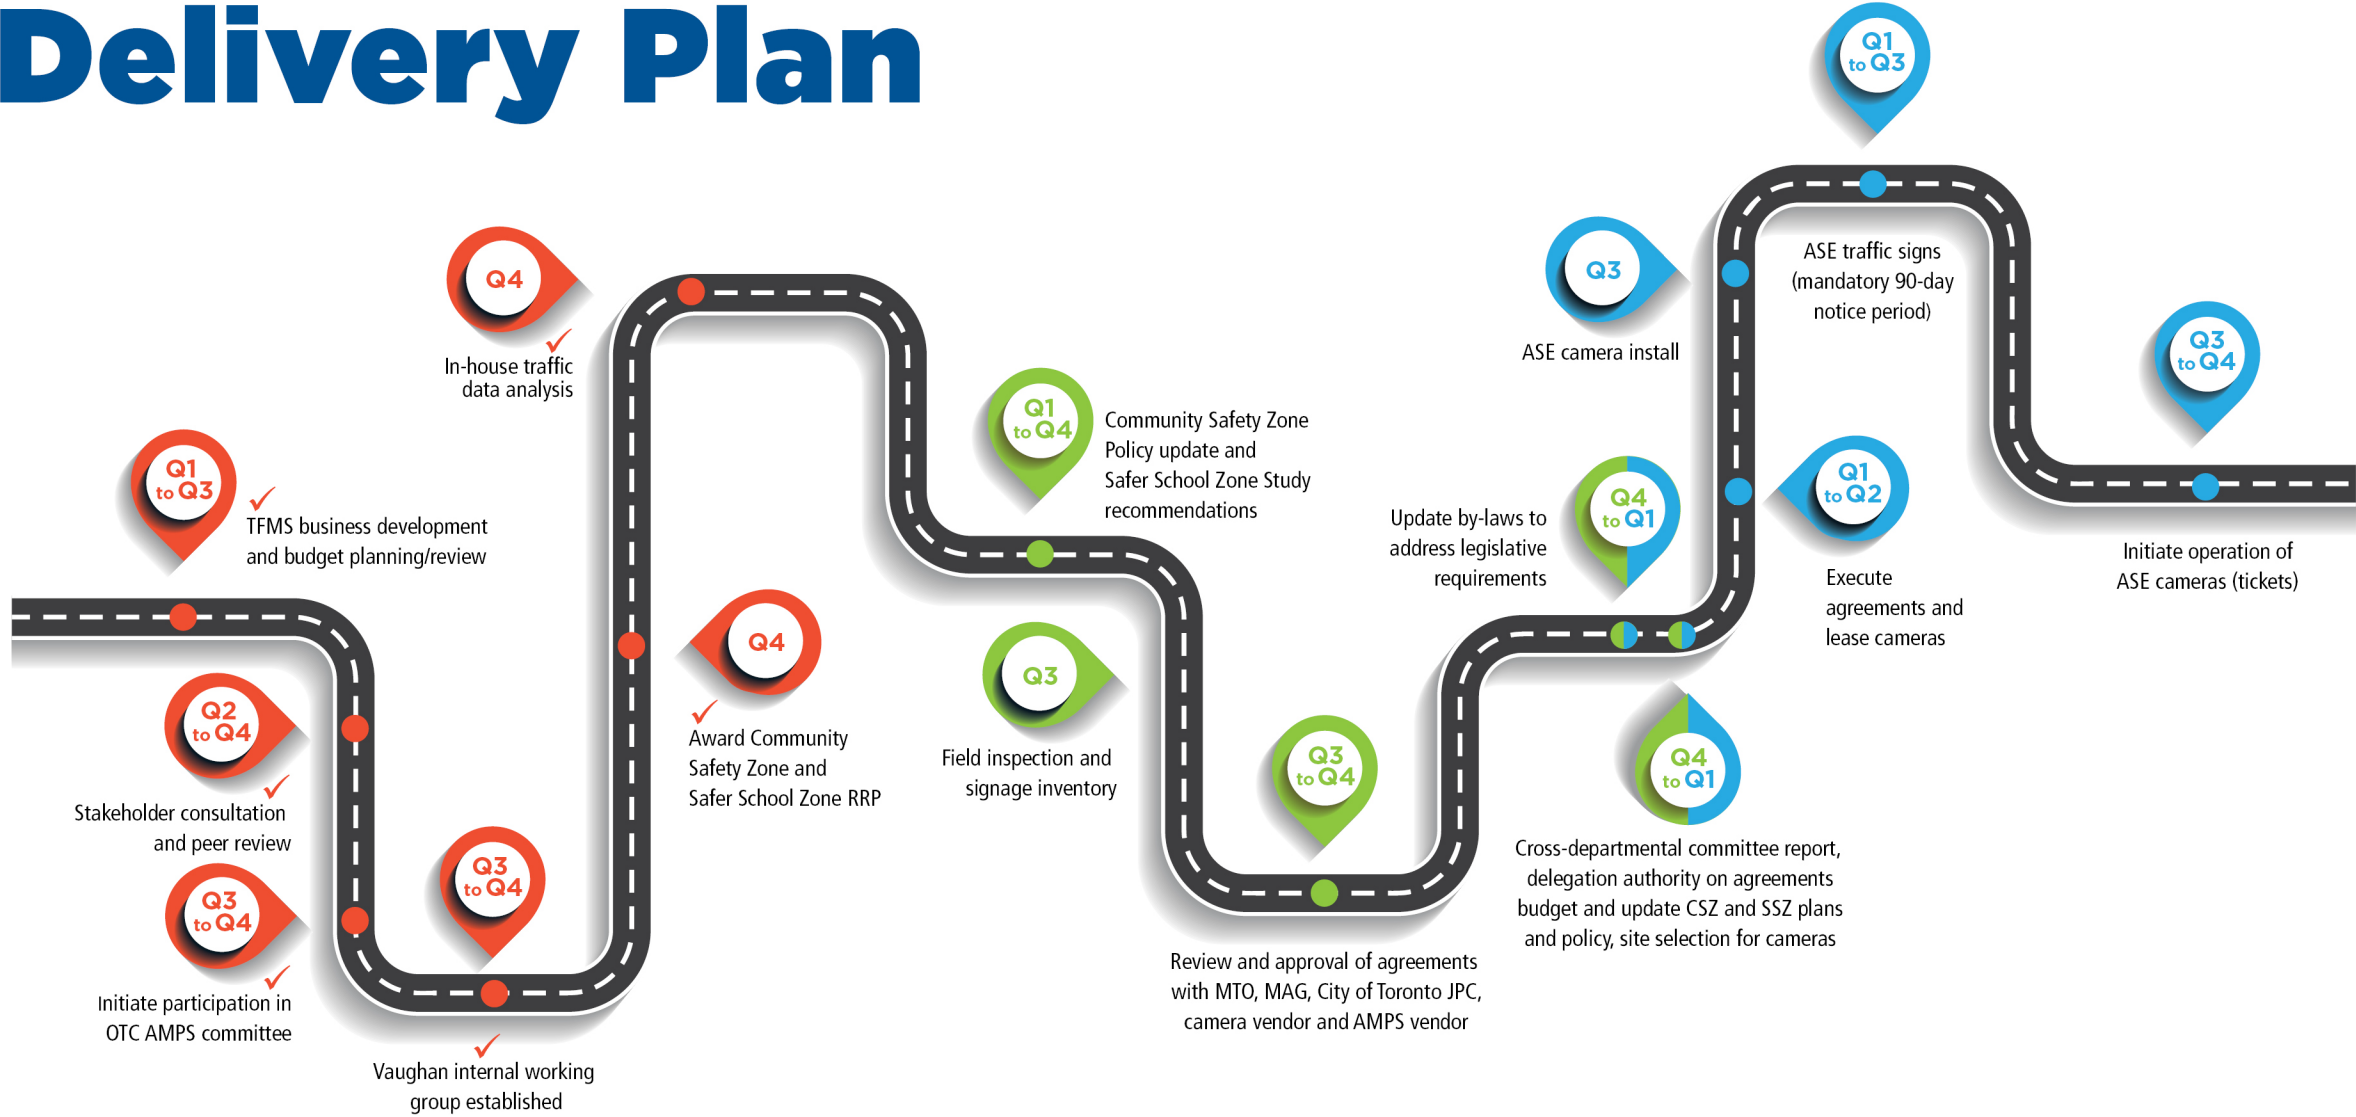 Delivery Plan
Q1
to Q3
TFMS business development
and budget planning/review
Q2
to Q4
Stakeholder consultation
and peer review
Q3
to Q4
Initiate participation in
OTC AMPS committee
Q3
to Q4
Vaughan internal working
group established
Q4
Award Community
Safety Zone and
Safer School Zone RRP
Q4
In-house traffic
data analysis
Q1
to Q4
Community Safety Zone
Policy update and
Safer School Zone Study
recommendations
Q3
Field inspection and
signage inventory
Q3
to Q4
Review and approval of agreements
with MTO, MAG, City of Toronto JPC,
camera vendor and AMPS vendor
Q4
to Q1
Update by-laws to
address legislative
requirements
Q4
to Q1
Cross-departmental committee report,
delegation authority on agreements
budget and update CSZ and SSZ plans
and policy, site selection for cameras
Q1
to Q2
Execute
agreements and
lease cameras
Q3
ASE camera install
Q1
to Q3
ASE traffic signs
(mandatory 90-day
notice period)
Q3
to Q4
Initiate operation of
ASE cameras (tickets)